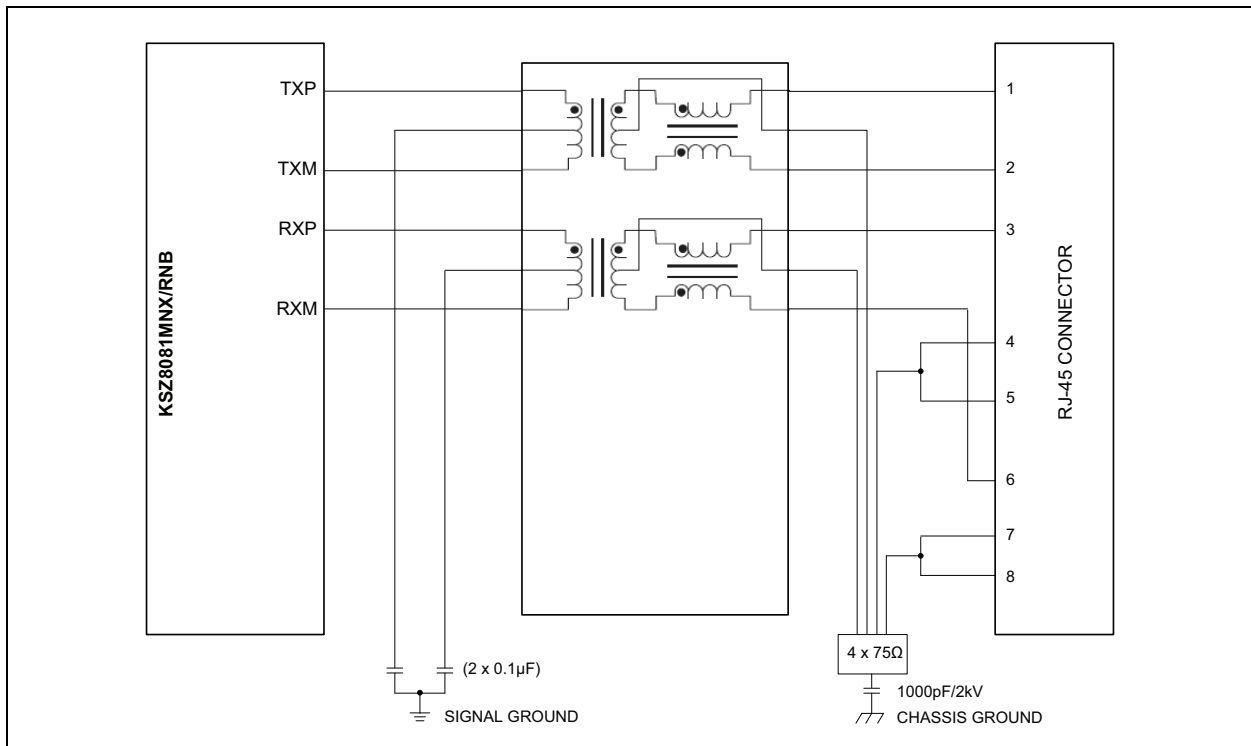 KSZ8081MNX/RNB
TXP
TXM
RXP
RXM
1
2
3
4
5
6
7
8
RJ-45 CONNECTOR
(2 x 0.1µF)
SIGNAL GROUND
4 x 75Ω
1000pF/2kV
CHASSIS GROUND